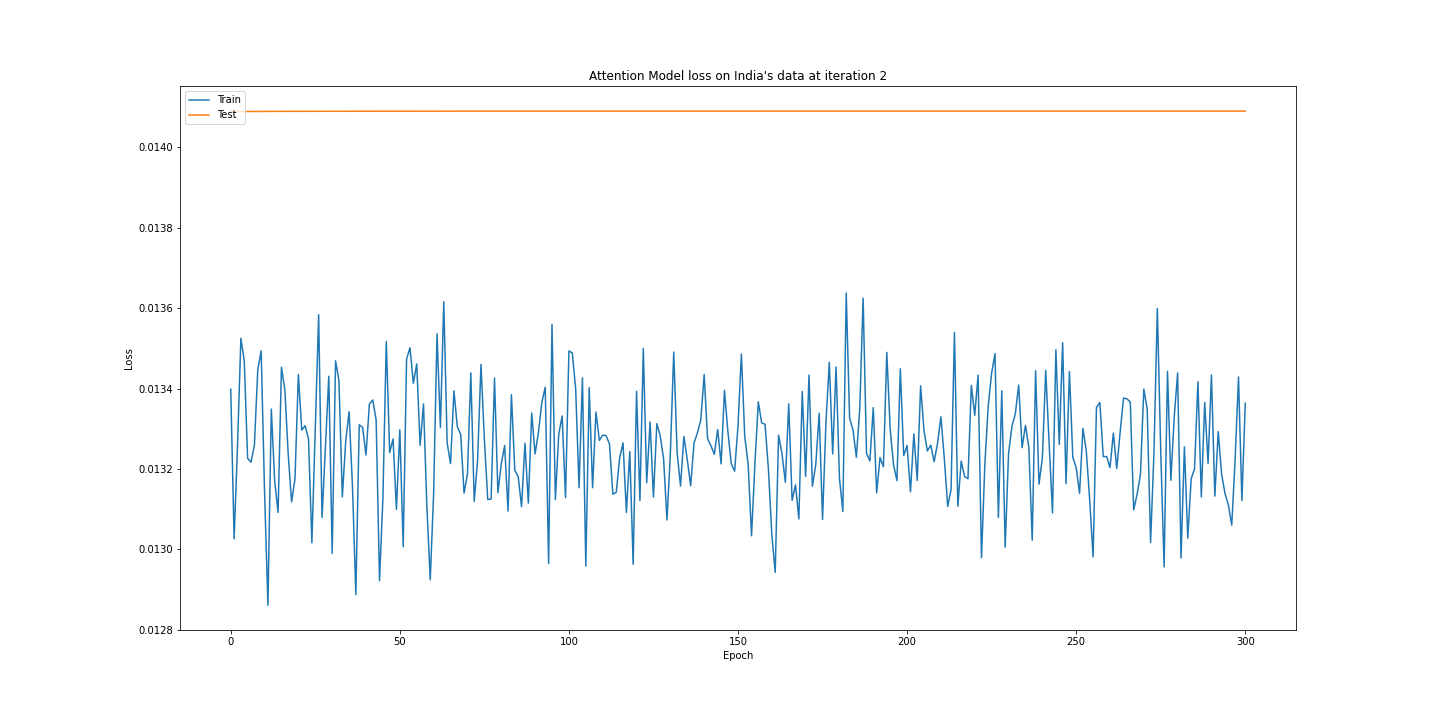 Attention Model loss on India's data at iteration 2
Train
Test
0.0140
0.0138
0.0136
0.0134
0.0132
0.0130
0.0128
Loss
0 50 100 150 200 250 300
Epoch